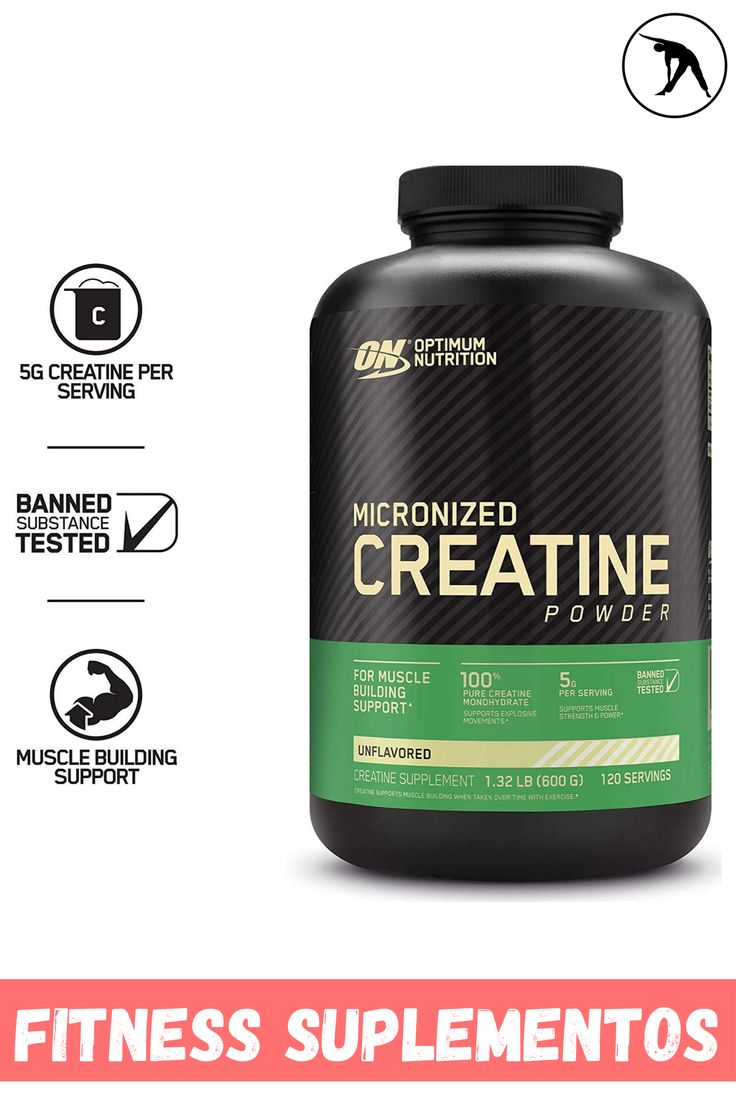 5G CREATINE PER
SERVING
BANNED
SUBSTANCE
TESTED
MUSCLE BUILDING
SUPPORT
C
ON® OPTIMUM
NUTRITION
MICRONIZED
CREATINE
POWDER
FOR MUSCLE
BUILDING
SUPPORT▲
100%
PURE CREATINE
MONOHYDRATE
SUPPORTS EXPLOSIVE
MOVEMENTS▲
5G
PER SERVING
SUPPORTS MUSCLE
STRENGTH & POWER▲
BANNED
SUBSTANCE
TESTED
UNFLAVORED
CREATINE SUPPLEMENT 1.32 LB (600 G) 120 SERVINGS
CREATINE SUPPORTS MUSCLE BUILDING WHEN TAKEN OVER TIME WITH EXERCISE.▲
FITNESS SUPLEMENTOS